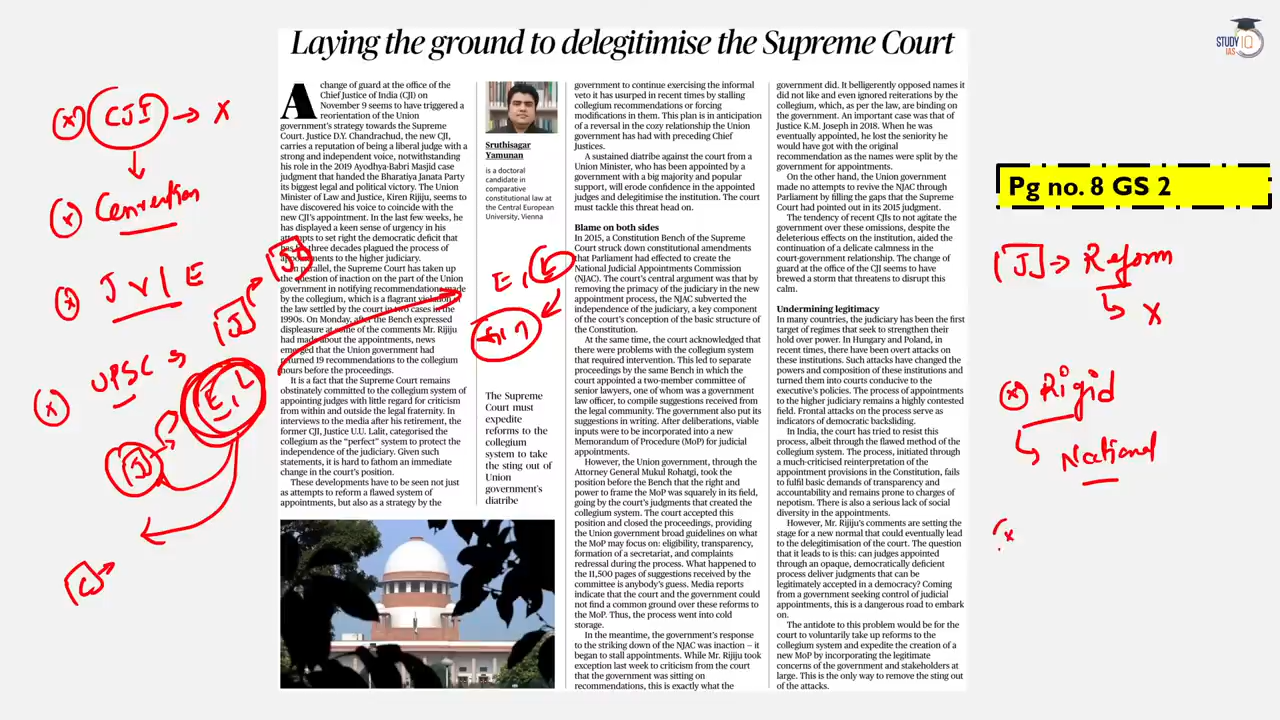 Laying the ground to delegitimise the Supreme Court
STUDY IQ
IAS
Pg no. 8 GS 2
CJI → X
Convention
J v/ E
UPSC
E, L
J
J
J
C
E, L
[J] → Reform
X
Rigid
National
A change of guard at the office of the
Chief Justice of India (CJI) on
November 9 seems to have triggered a
reorientation of the Union
government's strategy towards the Supreme
Court. Justice D.Y. Chandrachud, the new CJI,
carries a reputation of being a liberal judge with a
strong and independent voice, notwithstanding
his role in the 2019 Ayodhya-Babri Masjid case
judgment that handed the Bharatiya Janata Party
its biggest legal and political victory. The Union
Minister of Law and Justice, Kiren Rijiju, seems to
have discovered his voice to coincide with the
new CJI's appointment. In the last few weeks, he
has displayed a keen sense of urgency in his
attempts to set right the democratic deficit that
has for three decades plagued the process of
appointments to the higher judiciary.
In parallel, the Supreme Court has taken up
the question of inaction on the part of the Union
government in notifying recommendations made
by the collegium, which is a flagrant violation of
the law settled by the court in two cases in the
1990s. On Monday, after the Bench expressed
displeasure at some of the comments Mr. Rijiju
had made about the appointments, news
emerged that the Union government had
returned 19 recommendations to the collegium
hours before the proceedings.
It is a fact that the Supreme Court remains
obstinately committed to the collegium system of
appointing judges with little regard for criticism
from within and outside the legal fraternity. In
interviews to the media after his retirement, the
former CJI, Justice U.U. Lalit, categorised the
collegium as the “perfect” system to protect the
independence of the judiciary. Given such
statements, it is hard to fathom an immediate
change in the court's position.
These developments have to be seen not just
as attempts to reform a flawed system of
appointments, but also as a strategy by the
Sruthisagar
Yamunan
is a doctoral
candidate in
comparative
constitutional law at
the Central European
University, Vienna
The Supreme
Court must
expedite
reforms to the
collegium
system to take
the sting out of
Union
government's
diatribe
government to continue exercising the informal
veto it has usurped in recent times by stalling
collegium recommendations or forcing
modifications in them. This plan is in anticipation
of a reversal in the cozy relationship the Union
government has had with preceding Chief
Justices.
A sustained diatribe against the court from a
Union Minister, who has been appointed by a
government with a big majority and popular
support, will erode confidence in the appointed
judges and delegitimise the institution. The court
must tackle this threat head on.
Blame on both sides
In 2015, a Constitution Bench of the Supreme
Court struck down constitutional amendments
that Parliament had effected to create the
National Judicial Appointments Commission
(NJAC). The court's central argument was that by
removing the primacy of the judiciary in the new
appointment process, the NJAC subverted the
independence of the judiciary, a key component
of the court's conception of the basic structure of
the Constitution.
At the same time, the court acknowledged that
there were problems with the collegium system
that required intervention. This led to separate
proceedings by the same Bench in which the
court appointed a two-member committee of
senior lawyers, one of whom was a government
law officer, to compile suggestions received from
the legal community. The government also put its
suggestions in writing. After deliberations, viable
inputs were to be incorporated into a new
Memorandum of Procedure (MoP) for judicial
appointments.
However, the Union government, through the
Attorney General Mukul Rohatgi, took the
position before the Bench that the right and
power to frame the MoP was squarely in its field,
going by the court's judgments that created the
collegium system. The court accepted this
position and closed the proceedings, providing
the Union government broad guidelines on what
the MoP may focus on: eligibility, transparency,
formation of a secretariat, and complaints
redressal during the process. What happened to
the 11,500 pages of suggestions received by the
committee is anybody's guess. Media reports
indicate that the court and the government could
not find a common ground over these reforms to
the MoP. Thus, the process went into cold
storage.
In the meantime, the government's response
to the striking down of the NJAC was inaction – it
began to stall appointments. While Mr. Rijiju took
exception last week to criticism from the court
that the government was sitting on
recommendations, this is exactly what the
government did. It belligerently opposed names it
did not like and even ignored reiterations by the
collegium, which, as per the law, are binding on
the government. An important case was that of
Justice K.M. Joseph in 2018. When he was
eventually appointed, he lost the seniority he
would have got with the original
recommendation as the names were split by the
government for appointments.
On the other hand, the Union government
made no attempts to revive the NJAC through
Parliament by filling the gaps that the Supreme
Court had pointed out in its 2015 judgment.
The tendency of recent CJIs to not agitate the
government over these omissions, despite the
deleterious effects on the institution, aided the
continuation of a delicate calmness in the
court-government relationship. The change of
guard at the office of the CJI seems to have
brewed a storm that threatens to disrupt this
calm.
Undermining legitimacy
In many countries, the judiciary has been the first
target of regimes that seek to strengthen their
hold over power. In Hungary and Poland, in
recent times, there have been overt attacks on
these institutions. Such attacks have changed the
powers and composition of these institutions and
turned them into courts conducive to the
executive's policies. The process of appointments
to the higher judiciary is a highly contested field.
Frontal attacks on the process serve as
indicators of democratic backsliding.
In India, the court has tried to resist this
process, albeit through the flawed method of the
collegium system. The process, initiated through
a much-criticised reinterpretation of the
appointment provisions in the Constitution, fails
to fulfil basic demands of transparency and
accountability and remains prone to charges of
nepotism. There is also a serious lack of social
diversity in the appointments.
However, Mr. Rijiju's comments are setting the
stage for a new normal that could eventually lead
to the delegitimisation of the court. The question
that it leads to is this: can judges appointed
through an opaque, democratically deficient
process deliver judgments that can be
legitimately accepted in a democracy? Coming
from a government seeking control of judicial
appointments, this is a dangerous road to embark
on.
The antidote to this problem would be for the
court to voluntarily take up reforms to the
collegium system and expedite the creation of a
new MoP by incorporating the legitimate
concerns of the government and stakeholders at
large. This is the only way to remove the sting out
of the attacks.